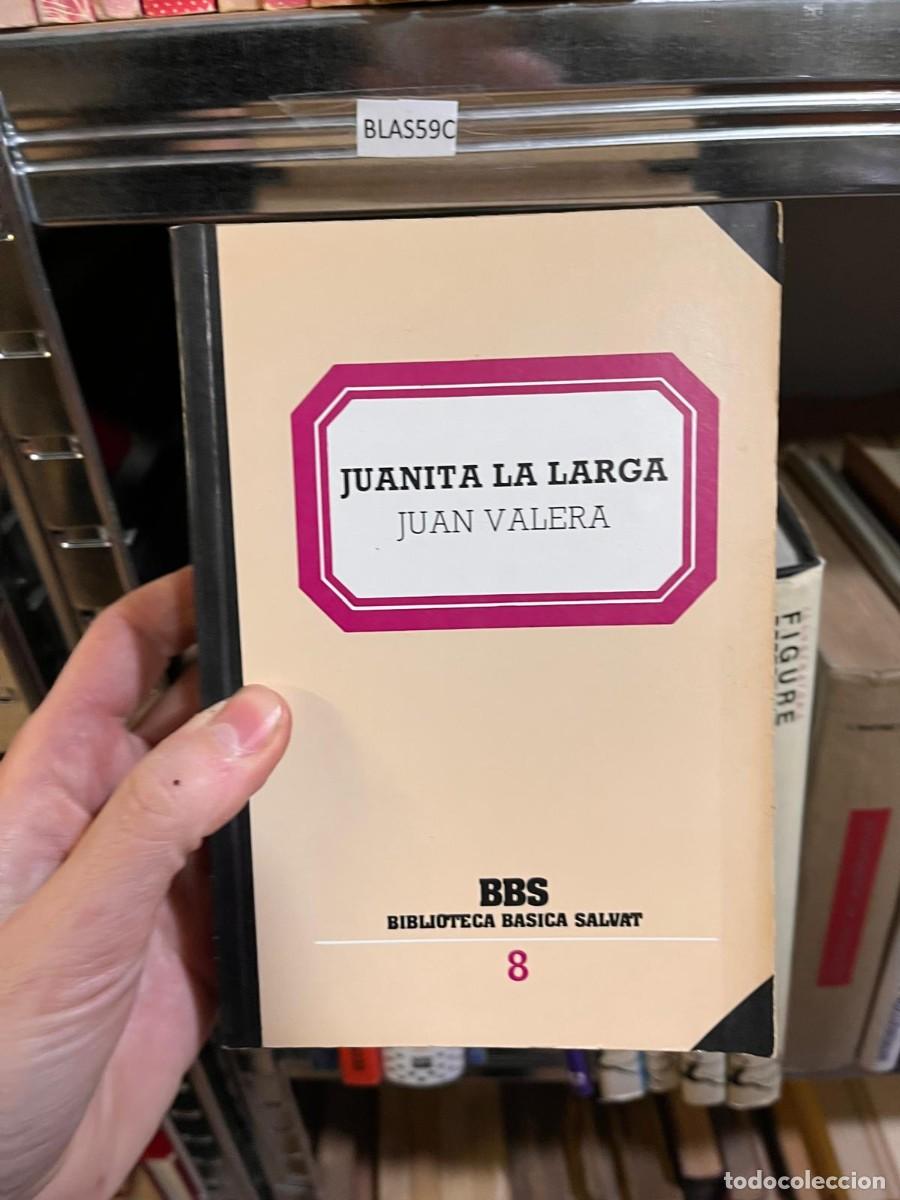 BLAS59C
JUANITA LA LARGA
JUAN VALERA
FIGURE
BBS
BIBLIOTECA BASICA SALVAT
8
todocoleccion